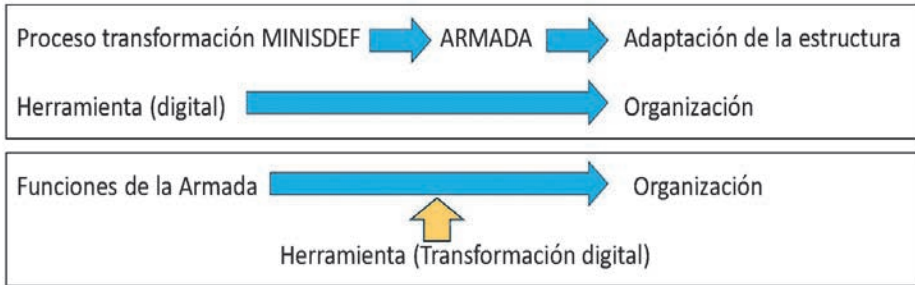 Proceso transformación MINISDEF ARMADA Adaptación de la estructura
Herramienta (digital) Organización
Funciones de la Armada Organización
Herramienta (Transformación digital)